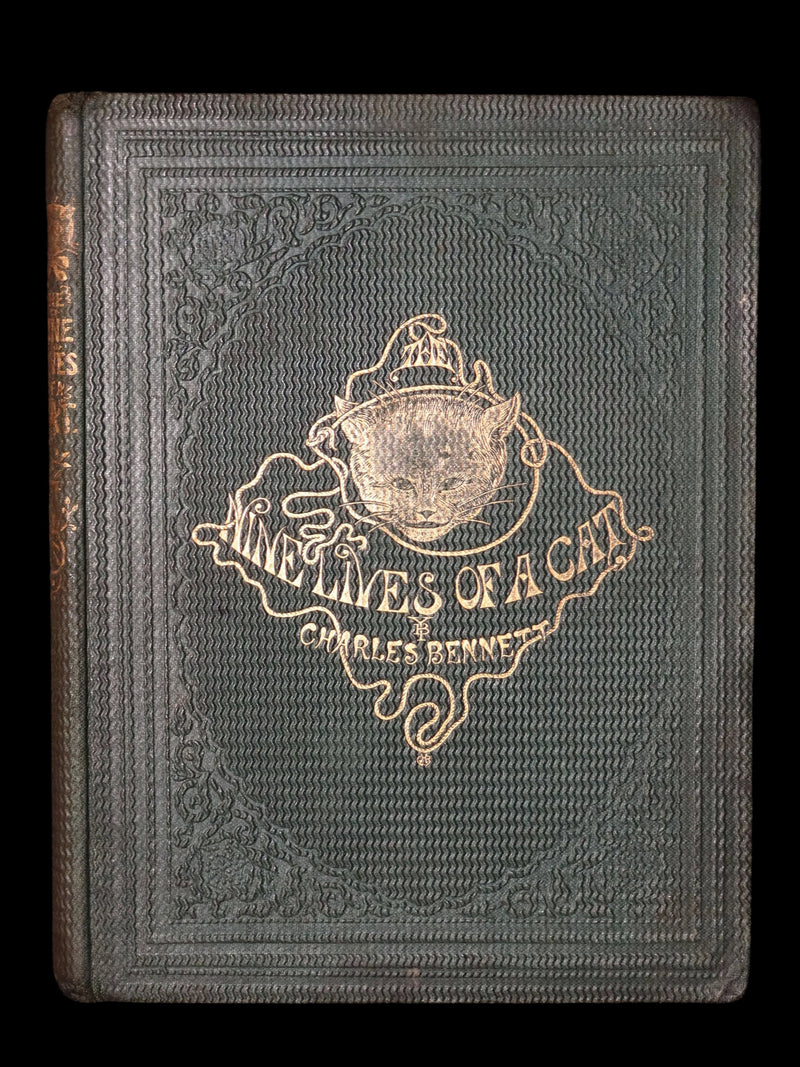 THE
NINE LIVES OF A CAT
BY
CHARLES BENNETT